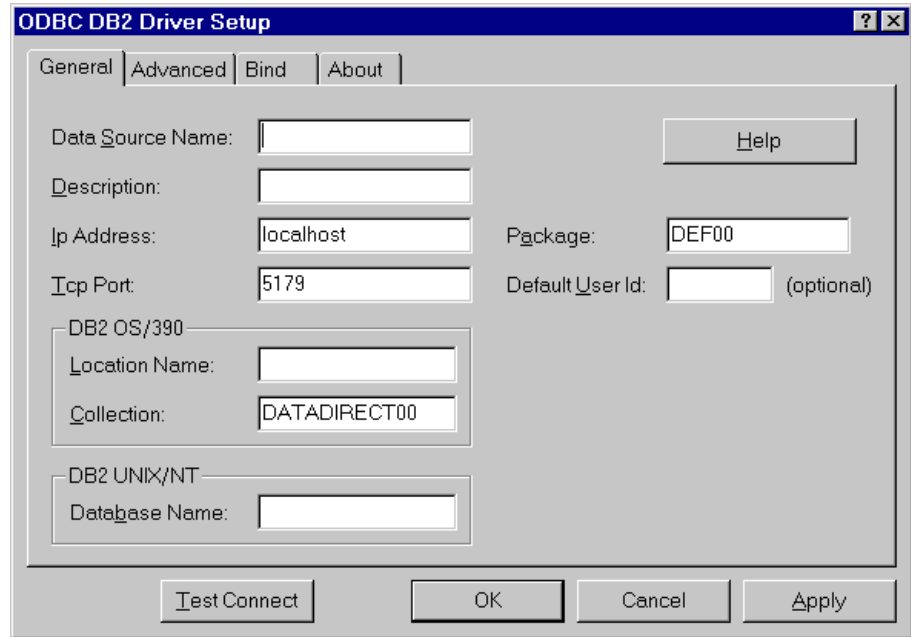 ODBC DB2 Driver Setup
General Advanced Bind About
Data Source Name:
Help
Description:
Ip Address: localhost Package: DEF00
Tcp Port: 5179 Default User Id: (optional)
DB2 OS/390
Location Name:
Collection: DATADIRECT00
DB2 UNIX/NT
Database Name:
Test Connect OK Cancel Apply